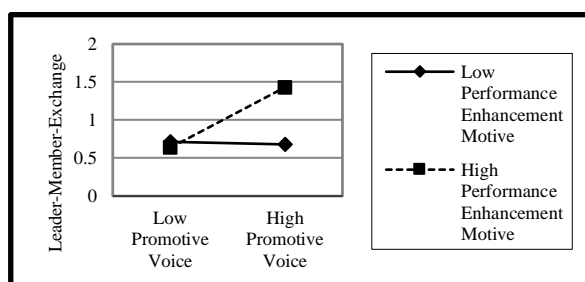 2
1.5
1
0.5
0
Leader-Member-Exchange
Low
Promotive
Voice
High
Promotive
Voice
Low
Performance
Enhancement
Motive
High
Performance
Enhancement
Motive